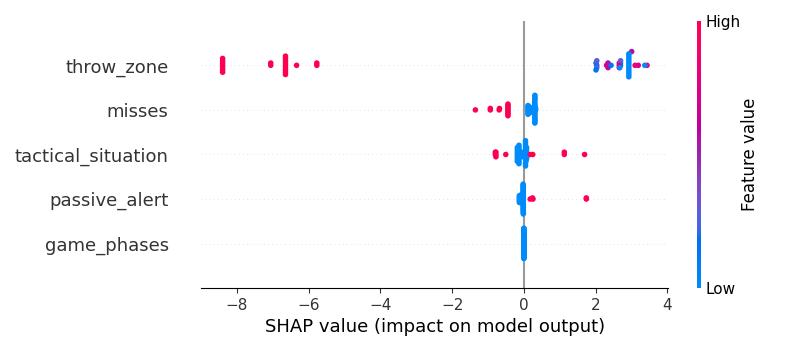 High
throw_zone
misses
tactical_situation
passive_alert
game_phases
Feature value
Low
−8 −6 −4 −2 0 2 4
SHAP value (impact on model output)